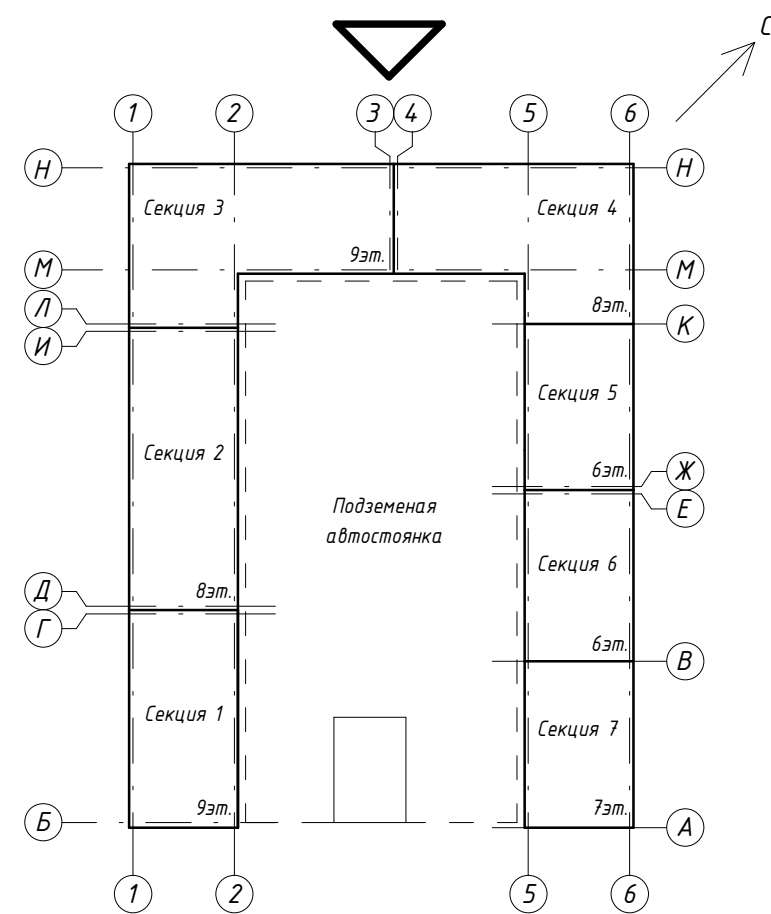 С
1 2 3 4 5 6
Н Н
Секция 3 Секция 4
9эт.
М М
8эт.
Л К
И
Секция 5
Секция 2
6эт. Ж
Подземеная Е
автостоянка
Секция 6
Д 8эт.
Г
6эт. В
Секция 1 Секция 7
9эт. 7эт.
Б А
1 2 5 6